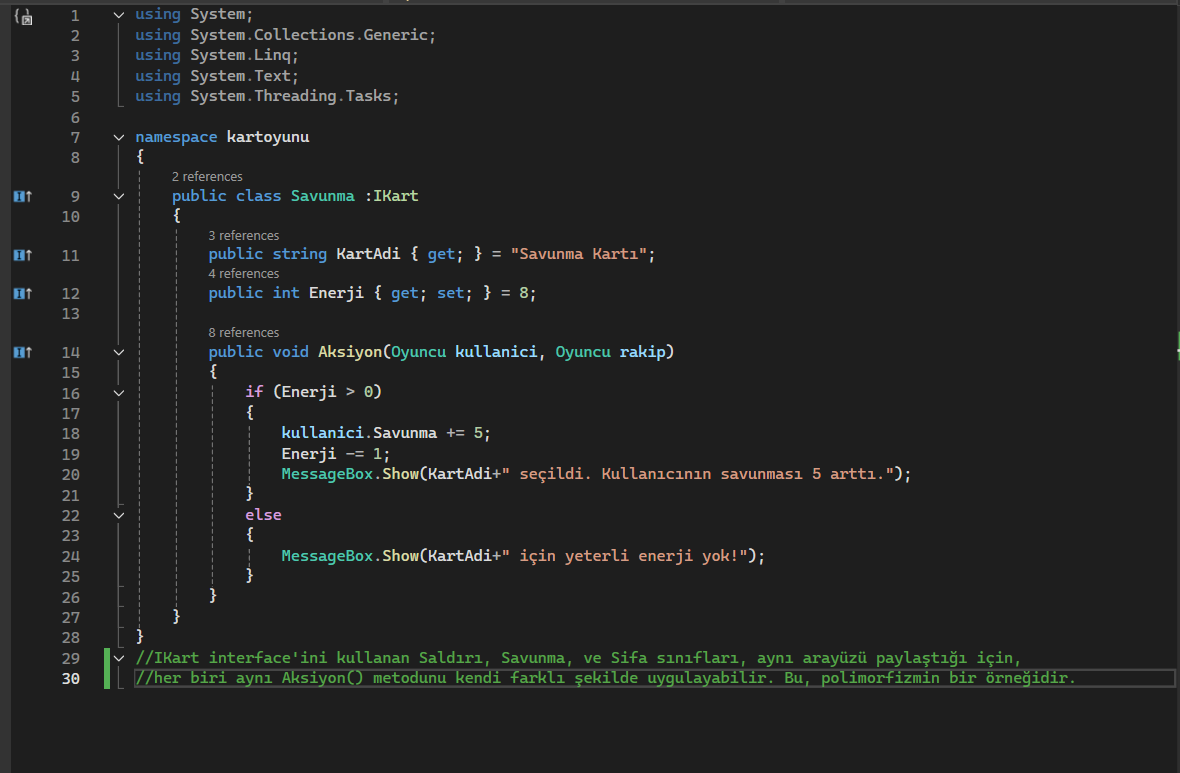 1 using System;
2 using System.Collections.Generic;
3 using System.Linq;
4 using System.Text;
5 using System.Threading.Tasks;
6
7 namespace kartoyunu
8 {
2 references
9 public class Savunma :IKart
10 {
3 references
11 public string KartAdi { get; } = "Savunma Kartı";
4 references
12 public int Enerji { get; set; } = 8;
13
8 references
14 public void Aksiyon(Oyuncu kullanici, Oyuncu rakip)
15 {
16 if (Enerji > 0)
17 {
18 kullanici.Savunma += 5;
19 Enerji -= 1;
20 MessageBox.Show(KartAdi+" seçildi. Kullanıcının savunması 5 arttı.");
21 }
22 else
23 {
24 MessageBox.Show(KartAdi+" için yeterli enerji yok!");
25 }
26 }
27 }
28 }
29 //IKart interface'ini kullanan Saldırı, Savunma, ve Sifa sınıfları, aynı arayüzü paylaştığı için,
30 //her biri aynı Aksiyon() metodunu kendi farklı şekilde uygulayabilir. Bu, polimorfizmin bir örneğidir.